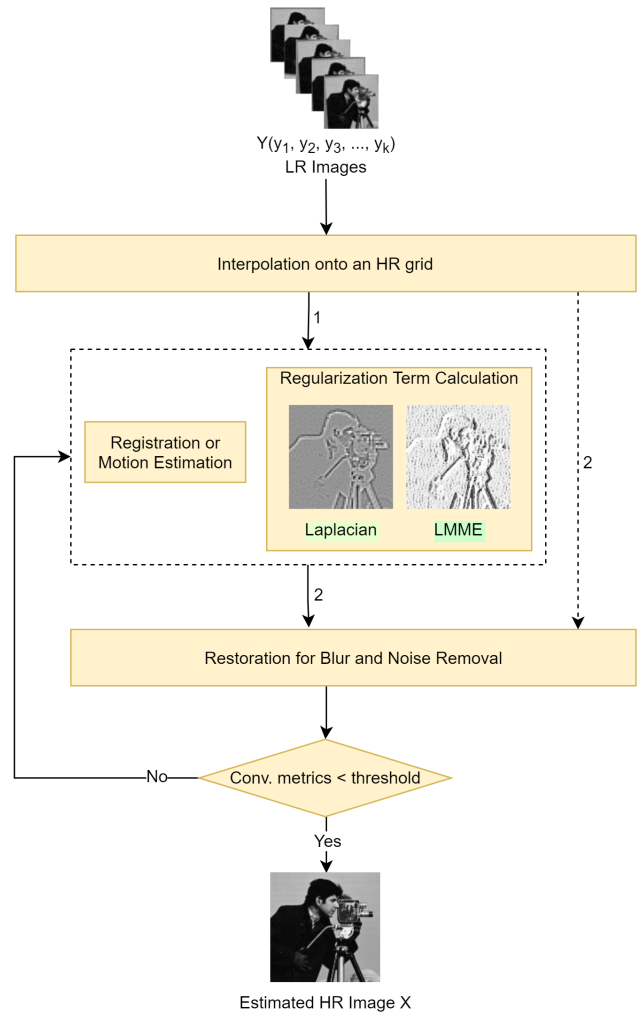 Y(y₁, y₂, y₃, ..., yₖ)
LR Images
Interpolation onto an HR grid
1
Regularization Term Calculation
Registration or
Motion Estimation
2
Laplacian
LMME
2
Restoration for Blur and Noise Removal
Conv. metrics < threshold
No
Yes
Estimated HR Image X